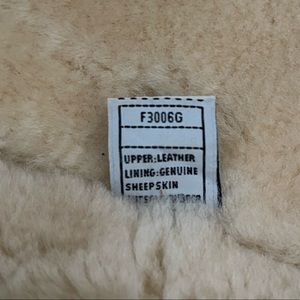 F3006G
UPPER:LEATHER
LINING:GENUINE
SHEEPSKIN